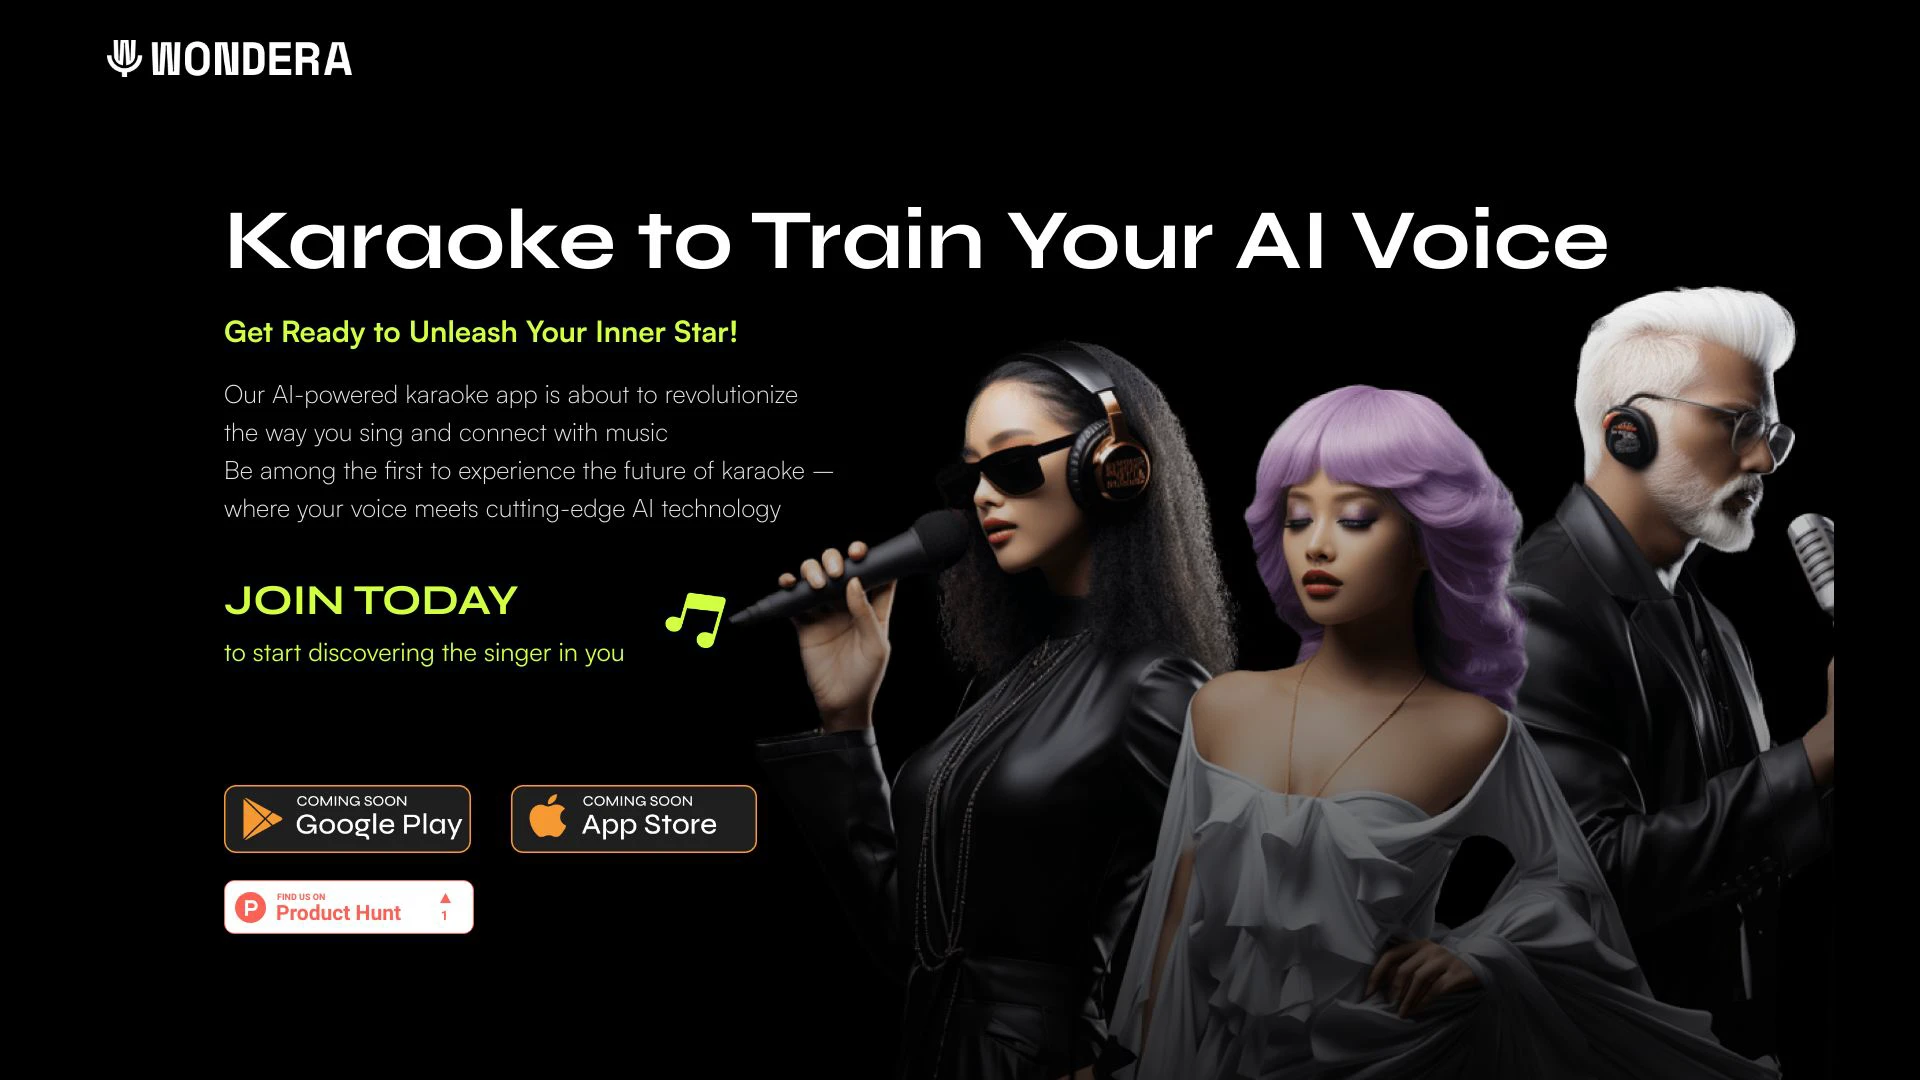 WONDERA
Karaoke to Train Your AI Voice
Get Ready to Unleash Your Inner Star!
Our AI-powered karaoke app is about to revolutionize
the way you sing and connect with music
Be among the first to experience the future of karaoke —
where your voice meets cutting-edge AI technology
JOIN TODAY
to start discovering the singer in you
COMING SOON
Google Play
COMING SOON
App Store
FIND US ON
Product Hunt
1